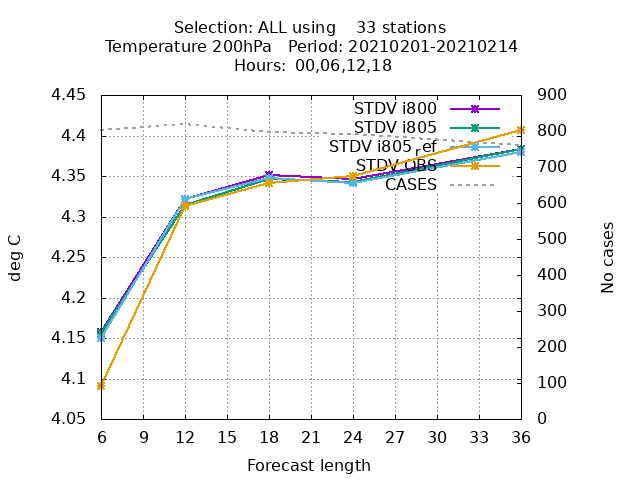 Selection: ALL using 33 stations
Temperature 200hPa Period: 20210201-20210214
Hours: 00,06,12,18
4.45
4.4
4.35
4.3
4.25
4.2
4.15
4.1
4.05
900
800
700
600
500
400
300
200
100
0
STDV i800
STDV i805
STDV i805 ref
STDV OBS
CASES
deg C
No cases
6 9 12 15 18 21 24 27 30 33 36
Forecast length